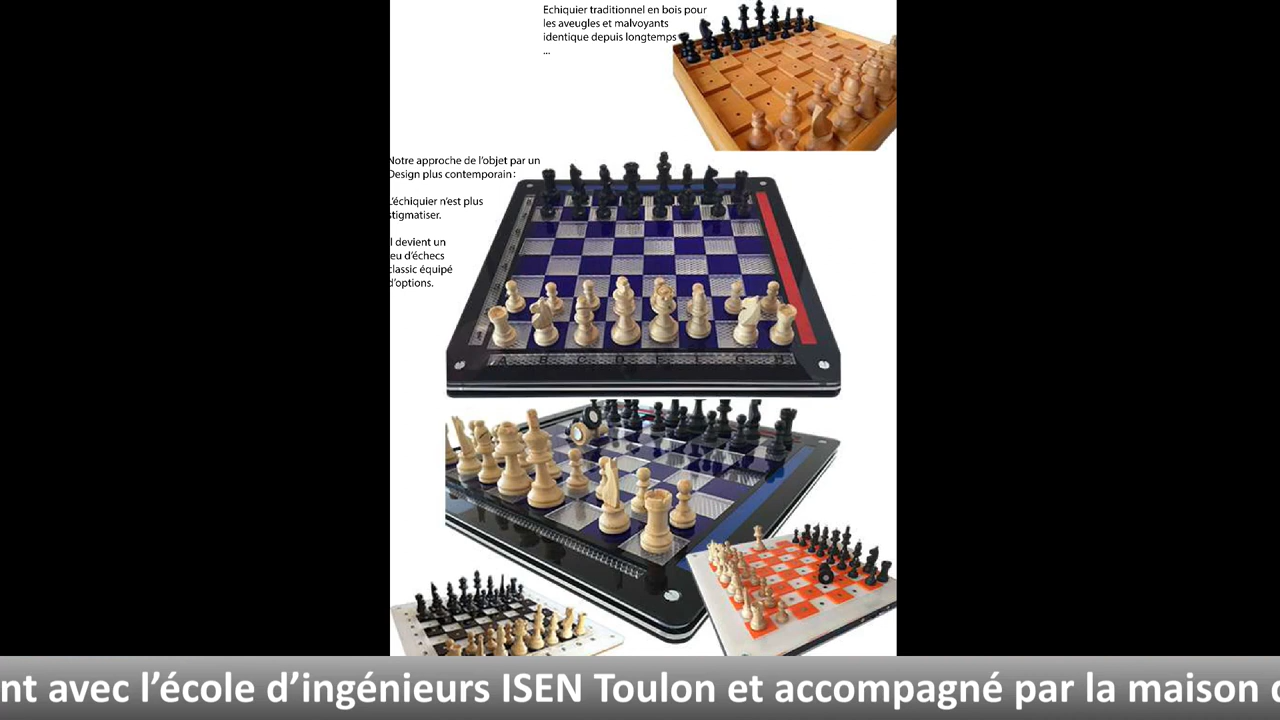 Echiquier traditionnel en bois pour
les aveugles et malvoyants
identique depuis longtemps
...
Notre approche de l'objet par un
Design plus contemporain :
L'échiquier n'est plus
stigmatiser.
Il devient un
jeu d'échecs
classic équipé
d'options.
A B C D E F G H
nt avec l'école d'ingénieurs ISEN Toulon et accompagné par la maison